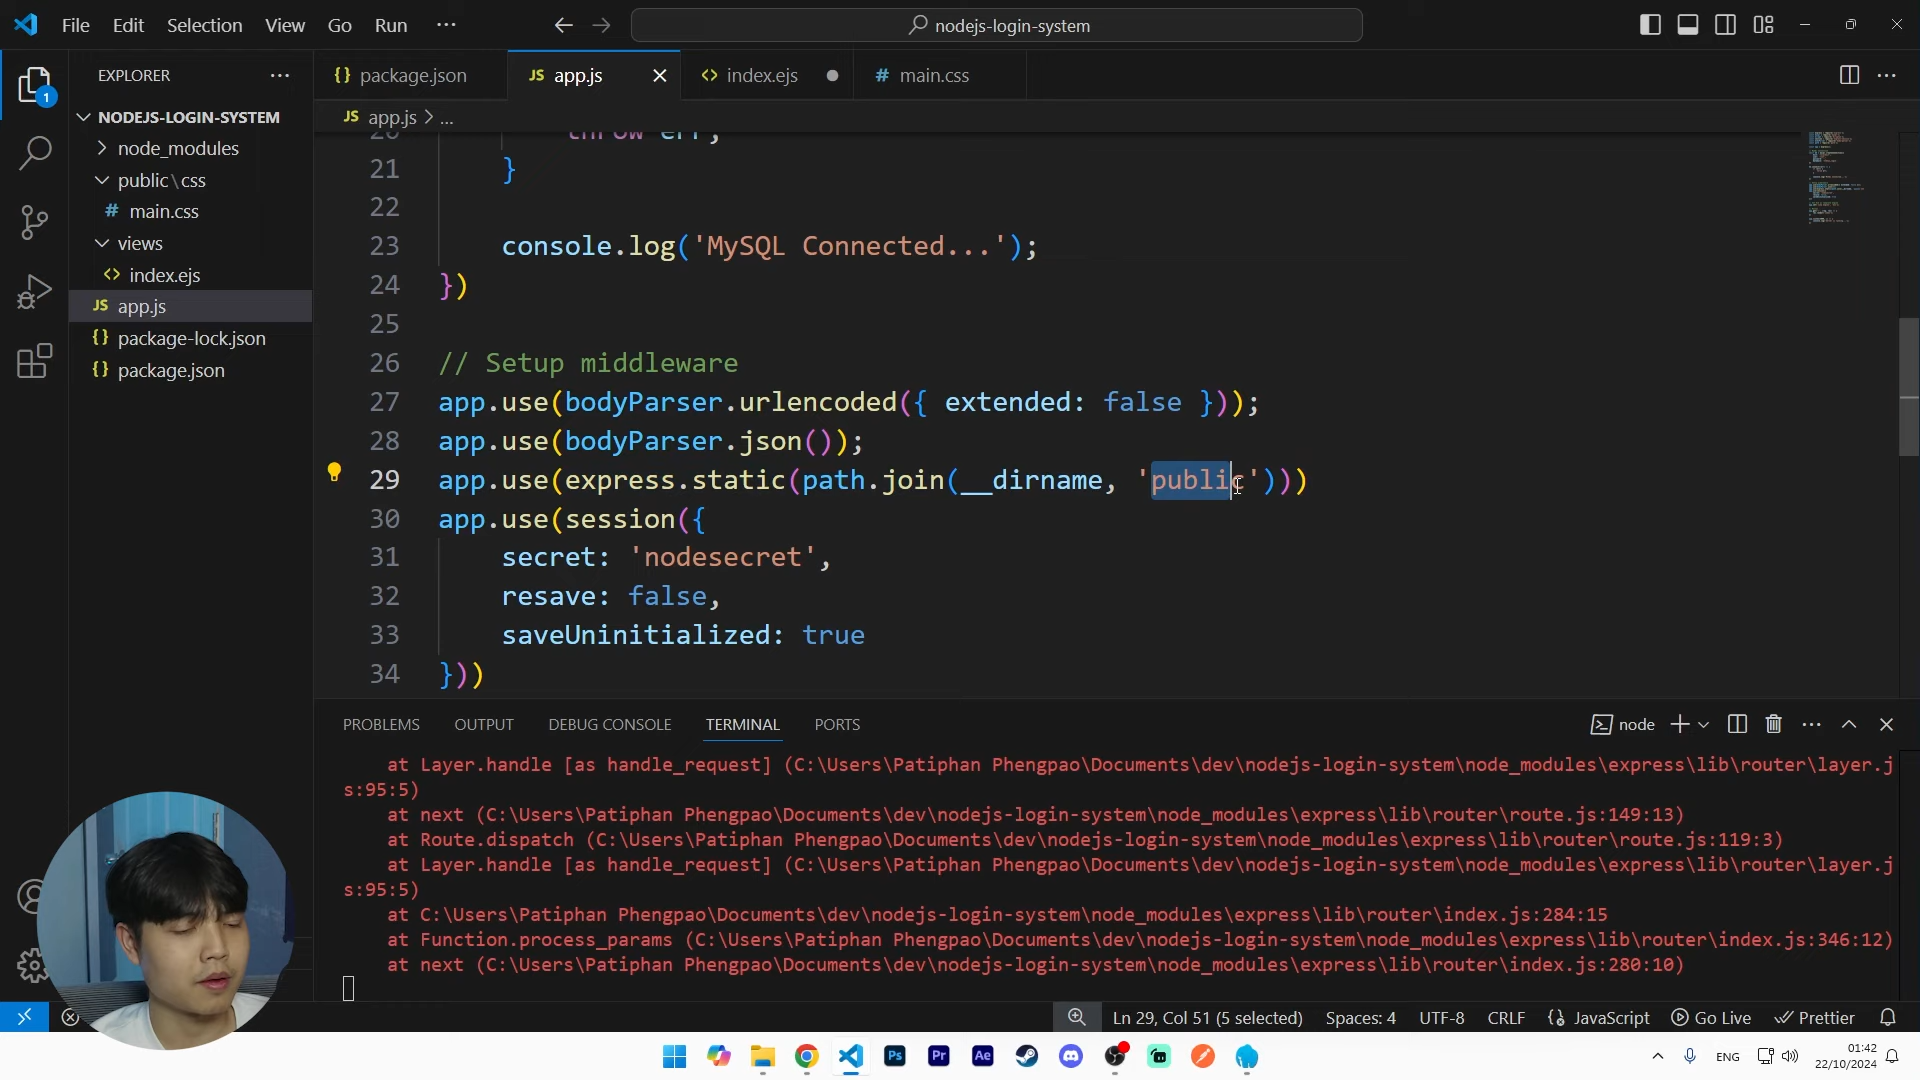 File Edit Selection View Go Run ...
nodejs-login-system
EXPLORER ...
package.json
app.js
index.ejs
main.css
app.js > ...
NODEJS-LOGIN-SYSTEM
node_modules
public\css
main.css
views
index.ejs
app.js
package-lock.json
package.json
1
20 throw err;
21 }
22
23 console.log('MySQL Connected...');
24 })
25
26 // Setup middleware
27 app.use(bodyParser.urlencoded({ extended: false }));
28 app.use(bodyParser.json());
29 app.use(express.static(path.join(__dirname, 'public')))
30 app.use(session({
31 secret: 'nodesecret',
32 resave: false,
33 saveUninitialized: true
34 }))
PROBLEMS OUTPUT DEBUG CONSOLE TERMINAL PORTS
node
at Layer.handle [as handle_request] (C:\Users\Patiphan Phengpao\Documents\dev\nodejs-login-system\node_modules\express\lib\router\layer.j
s:95:5)
at next (C:\Users\Patiphan Phengpao\Documents\dev\nodejs-login-system\node_modules\express\lib\router\route.js:149:13)
at Route.dispatch (C:\Users\Patiphan Phengpao\Documents\dev\nodejs-login-system\node_modules\express\lib\router\route.js:119:3)
at Layer.handle [as handle_request] (C:\Users\Patiphan Phengpao\Documents\dev\nodejs-login-system\node_modules\express\lib\router\layer.j
s:95:5)
at C:\Users\Patiphan Phengpao\Documents\dev\nodejs-login-system\node_modules\express\lib\router\index.js:284:15
at Function.process_params (C:\Users\Patiphan Phengpao\Documents\dev\nodejs-login-system\node_modules\express\lib\router\index.js:346:12)
at next (C:\Users\Patiphan Phengpao\Documents\dev\nodejs-login-system\node_modules\express\lib\router\index.js:280:10)
Ln 29, Col 51 (5 selected) Spaces: 4 UTF-8 CRLF {} JavaScript Go Live Prettier
Ps Pr Ae
ENG
01:42
22/10/2024